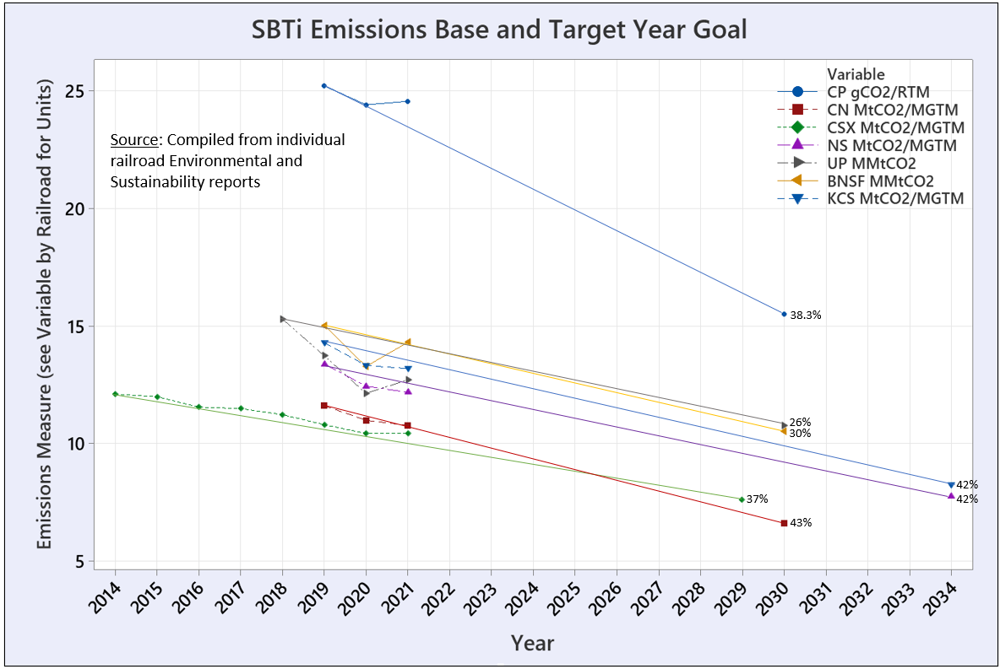 SBTi Emissions Base and Target Year Goal
Emissions Measure (see Variable by Railroad for Units)
25
20
15
10
5
Source: Compiled from individual
railroad Environmental and
Sustainability reports
Variable
CP gCO2/RTM
CN MtCO2/MGTM
CSX MtCO2/MGTM
NS MtCO2/MGTM
UP MMtCO2
BNSF MMtCO2
KCS MtCO2/MGTM
38.3%
26%
30%
42%
42%
37%
43%
2014
2015
2016
2017
2018
2019
2020
2021
2022
2023
2024
2025
2026
2027
2028
2029
2030
2031
2032
2033
2034
Year